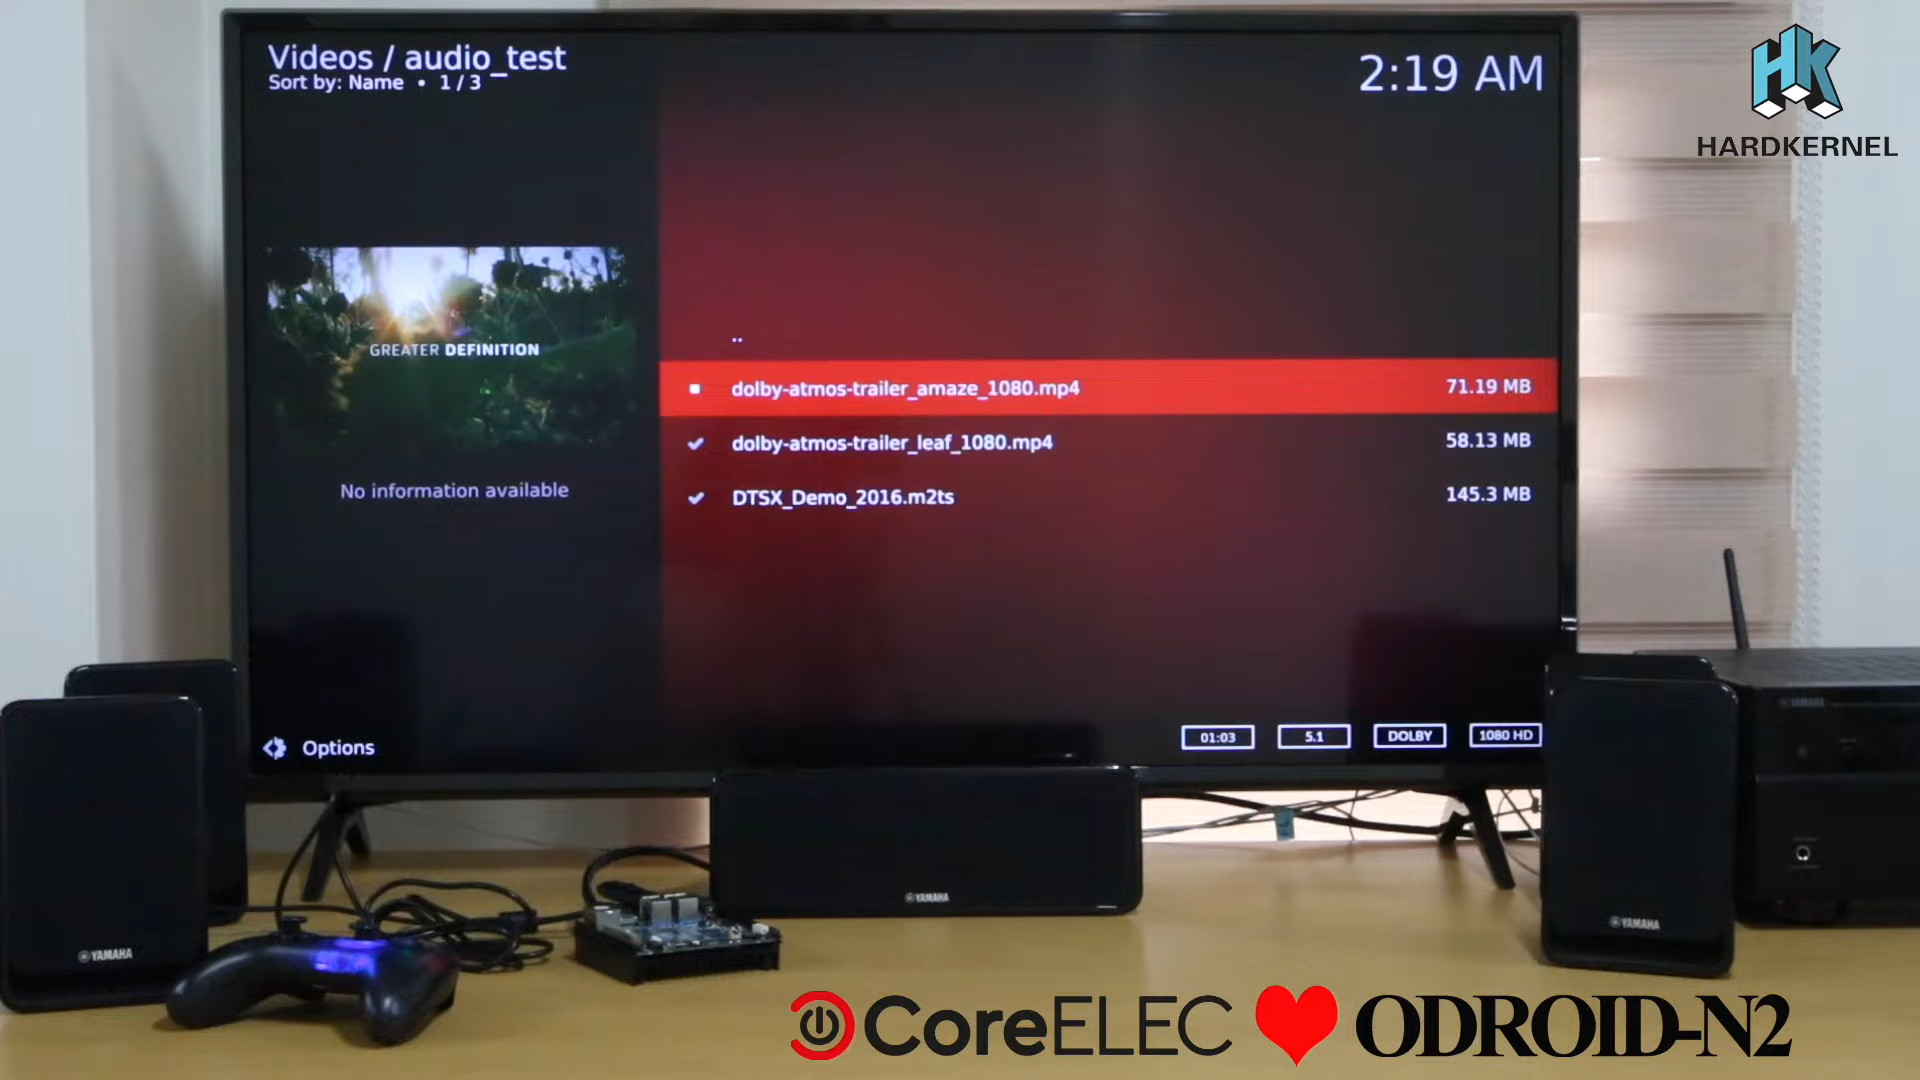 Videos / audio_test
Sort by: Name • 1 / 3
2:19 AM
HK
HARDKERNEL
GREATER DEFINITION
No information available
..
dolby-atmos-trailer_amaze_1080.mp4 71.19 MB
dolby-atmos-trailer_leaf_1080.mp4 58.13 MB
DTSX_Demo_2016.m2ts 145.3 MB
Options
01:03 5.1 DOLBY 1080 HD
YAMAHA
YAMAHA
YAMAHA
YAMAHA
CoreELEC ODROID-N2